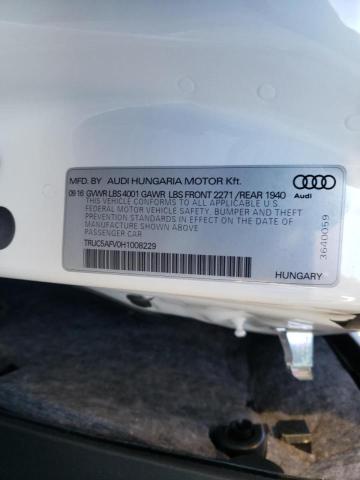 MFD. BY AUDI HUNGARIA MOTOR Kft.
09 16 GVWR LBS 4001 GAWR LBS FRONT 2271 /REAR 1940
THIS VEHICLE CONFORMS TO ALL APPLICABLE U.S.
FEDERAL MOTOR VEHICLE SAFETY, BUMPER AND THEFT
PREVENTION STANDARDS IN EFFECT ON THE DATE OF
MANUFACTURE SHOWN ABOVE.
PASSENGER CAR
TRUC5AFV0H1008229
Audi
3640059
HUNGARY